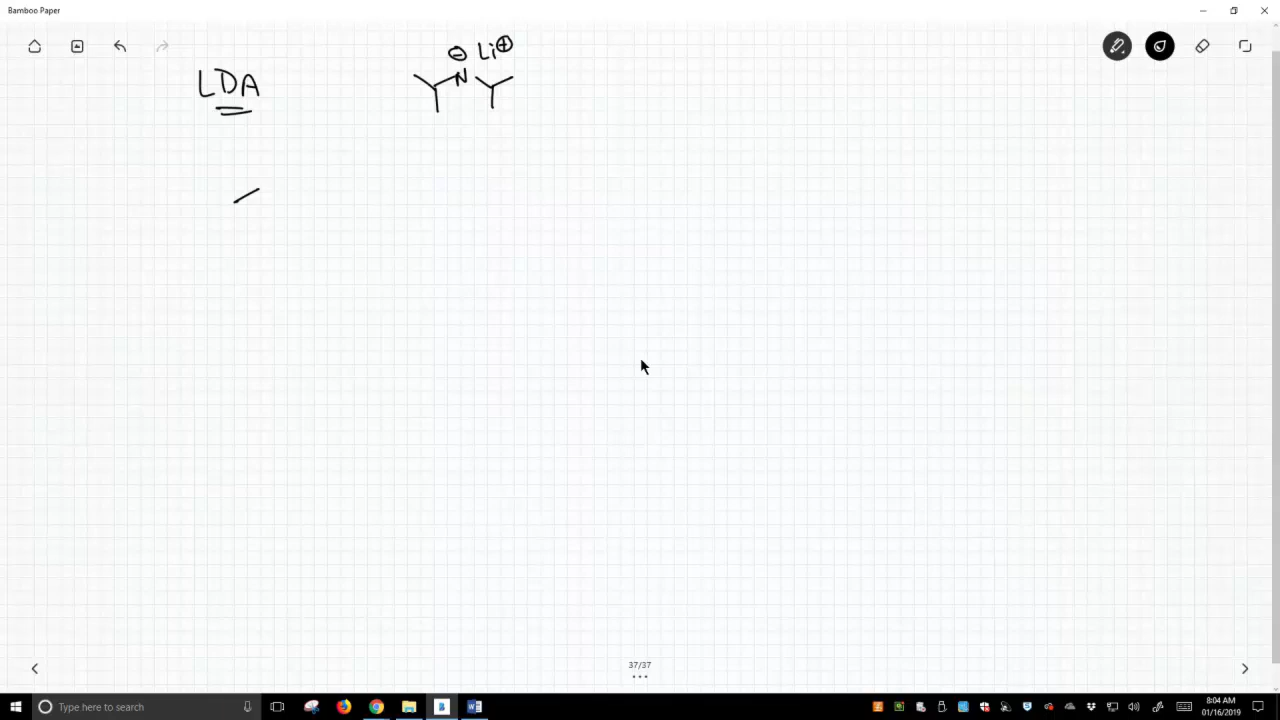 Bamboo Paper
⊖ Li⊕
LDA
N
37/37
Type here to search
8:04 AM
01/16/2019